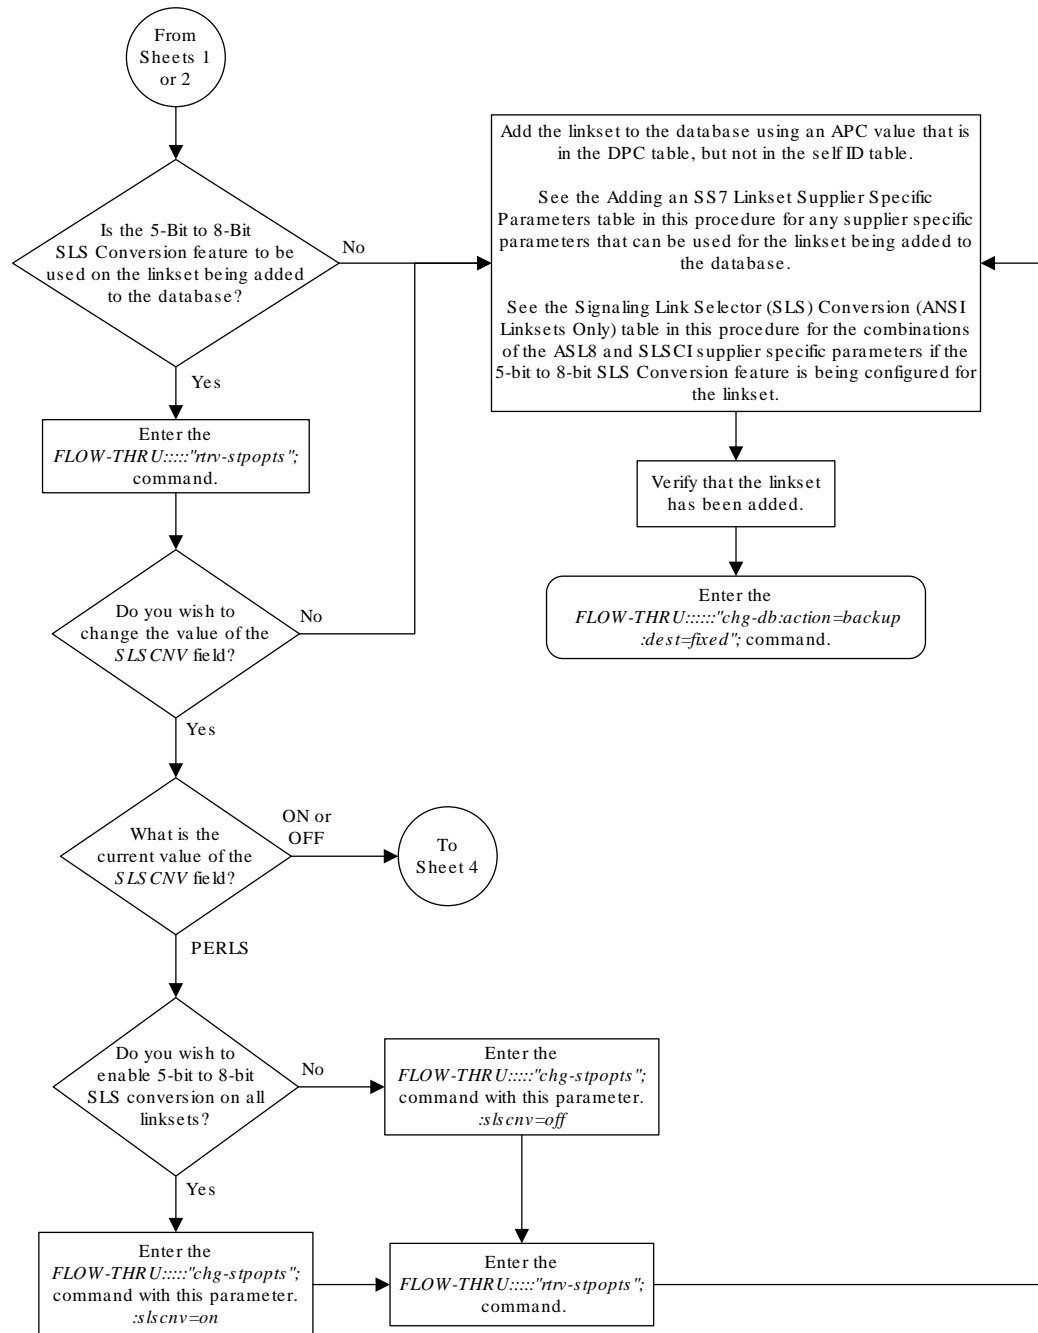 From
Sheets 1
or 2
Is the 5-Bit to 8-Bit
SLS Conversion feature to be
used on the linkset being added
to the database?
No
Yes
Add the linkset to the database using an APC value that is
in the DPC table, but not in the self ID table.
See the Adding an SS7 Linkset Supplier Specific
Parameters table in this procedure for any supplier specific
parameters that can be used for the linkset being added to
the database.
See the Signaling Link Selector (SLS) Conversion (ANSI
Linksets Only) table in this procedure for the combinations
of the ASL8 and SLSCI supplier specific parameters if the
5-bit to 8-bit SLS Conversion feature is being configured for
the linkset.
Enter the
FLOW-THRU:::::"rtrv-stpopts";
command.
Verify that the linkset
has been added.
Do you wish to
change the value of the
SLSCNV field?
No
Yes
Enter the
FLOW-THRU::::::"chg-db:action=backup
:dest=fixed"; command.
What is the
current value of the
SLSCNV field?
ON or
OFF
To
Sheet 4
PERLS
Do you wish to
enable 5-bit to 8-bit
SLS conversion on all
linksets?
No
Yes
Enter the
FLOW-THRU:::::"chg-stpopts";
command with this parameter.
:slscnv=off
Enter the
FLOW-THRU:::::"chg-stpopts";
command with this parameter.
:slscnv=on
Enter the
FLOW-THRU:::::"rtrv-stpopts";
command.